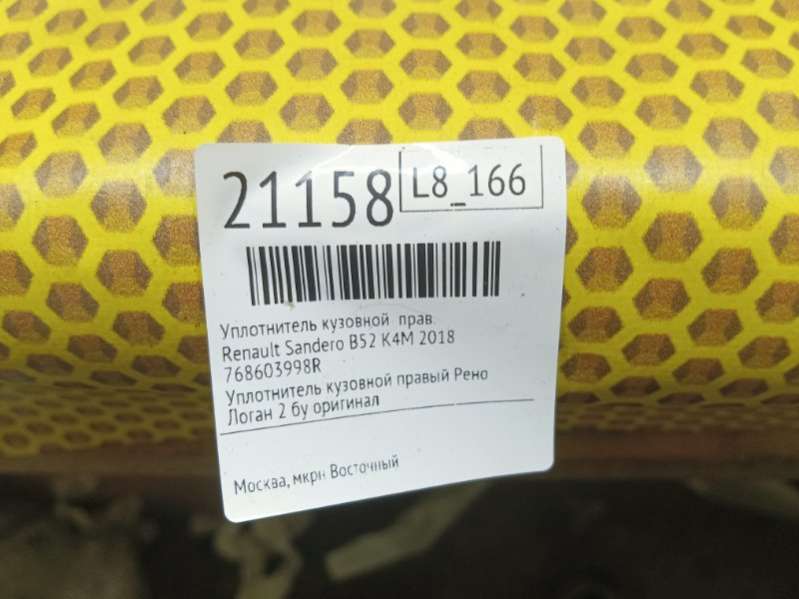 21158
L8_166
Уплотнитель кузовной прав.
Renault Sandero B52 K4M 2018
768603998R
Уплотнитель кузовной правый Рено
Логан 2 бу оригинал
Москва, мкрн Восточный